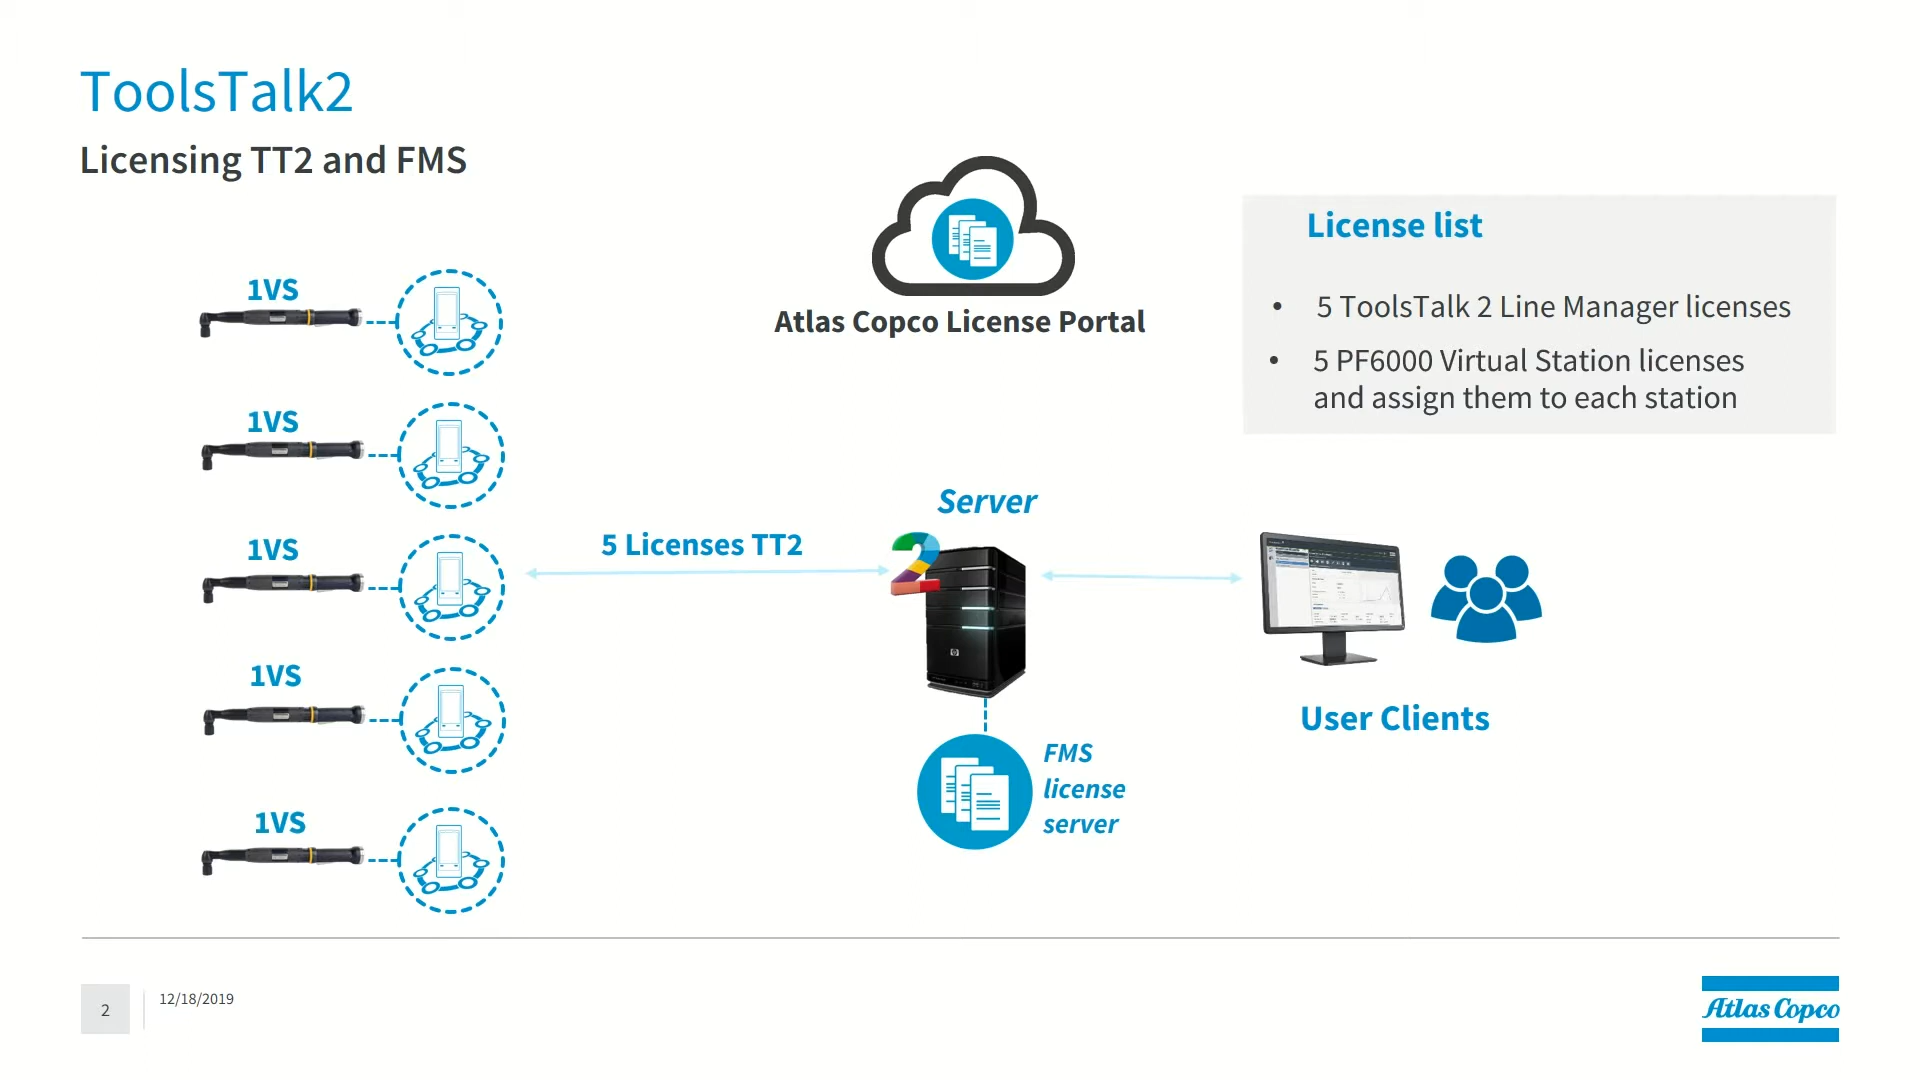 ToolsTalk2
Licensing TT2 and FMS
Atlas Copco License Portal
License list
• 5 ToolsTalk 2 Line Manager licenses
• 5 PF6000 Virtual Station licenses
and assign them to each station
1VS
1VS
1VS
1VS
1VS
5 Licenses TT2
Server
2
FMS
license
server
User Clients
2
12/18/2019
Atlas Copco